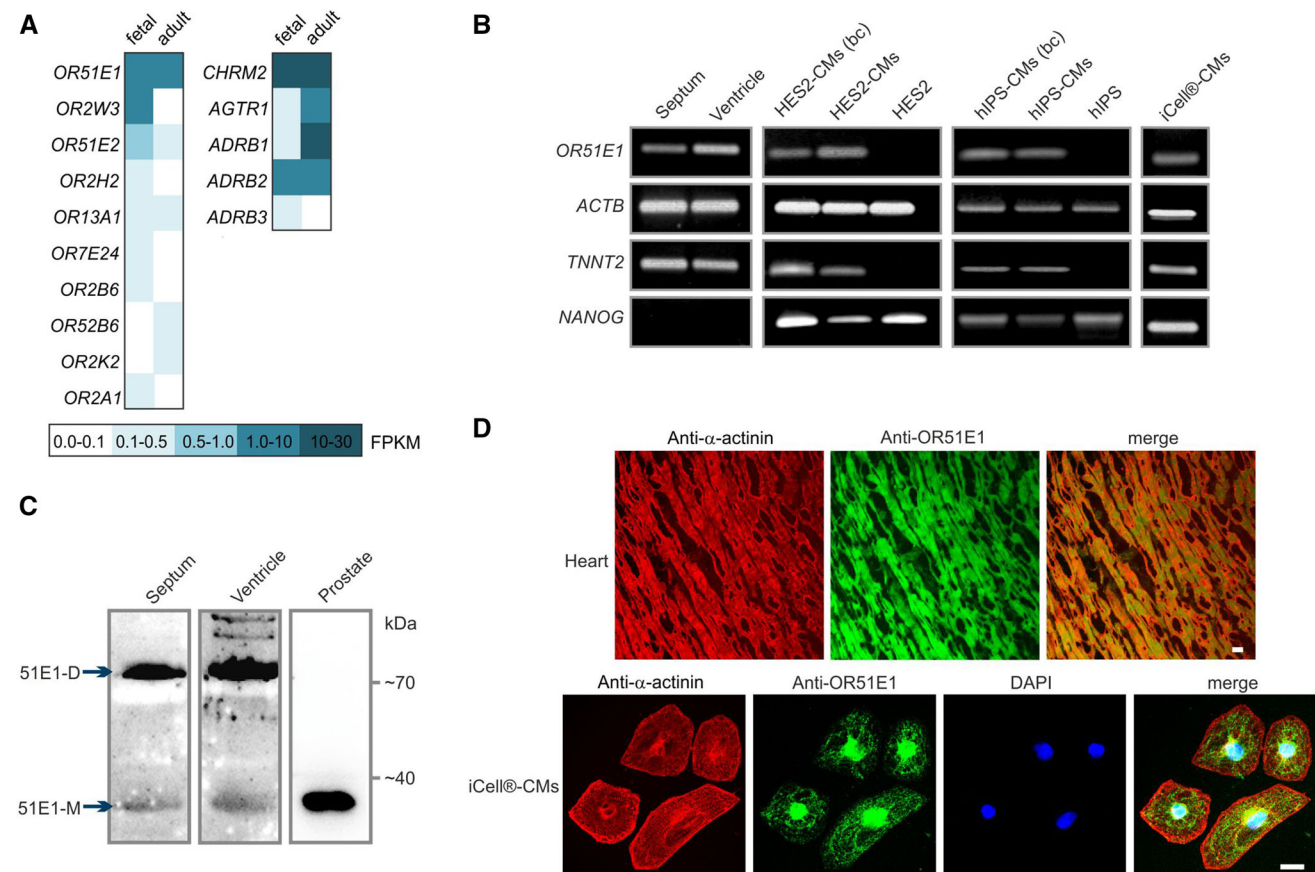 A
fetal adult
OR51E1
OR2W3
OR51E2
OR2H2
OR13A1
OR7E24
OR2B6
OR52B6
OR2K2
OR2A1
fetal adult
CHRM2
AGTR1
ADRB1
ADRB2
ADRB3
0.0-0.1 0.1-0.5 0.5-1.0 1.0-10 10-30 FPKM
B
Septum Ventricle HES2-CMs (bc) HES2-CMs HES2 hIPS-CMs (bc) hIPS-CMs hIPS iCell®-CMs
OR51E1
ACTB
TNNT2
NANOG
C
Septum Ventricle Prostate
kDa
51E1-D
~70
~40
51E1-M
D
Anti-α-actinin Anti-OR51E1 merge
Heart
Anti-α-actinin Anti-OR51E1 DAPI merge
iCell®-CMs